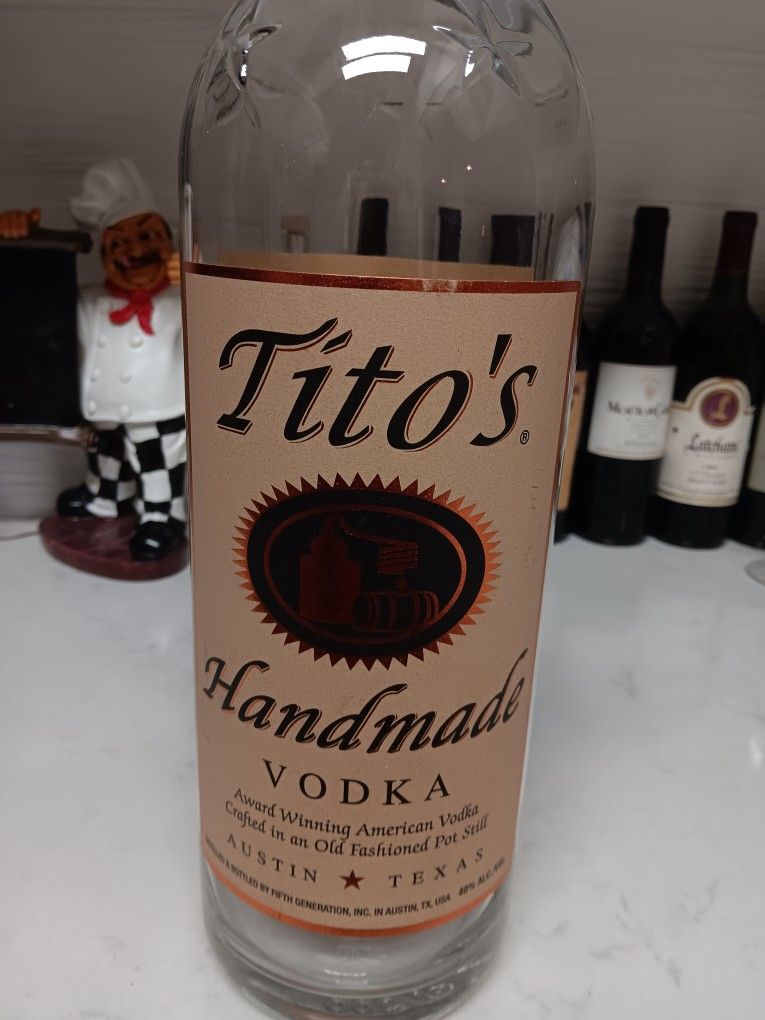 Tito's®
Handmade
VODKA
Award Winning American Vodka
Crafted in an Old Fashioned Pot Still
AUSTIN ★ TEXAS
DISTILLED & BOTTLED BY FIFTH GENERATION, INC. IN AUSTIN, TX, USA 40% ALC./VOL.
L
Latcham